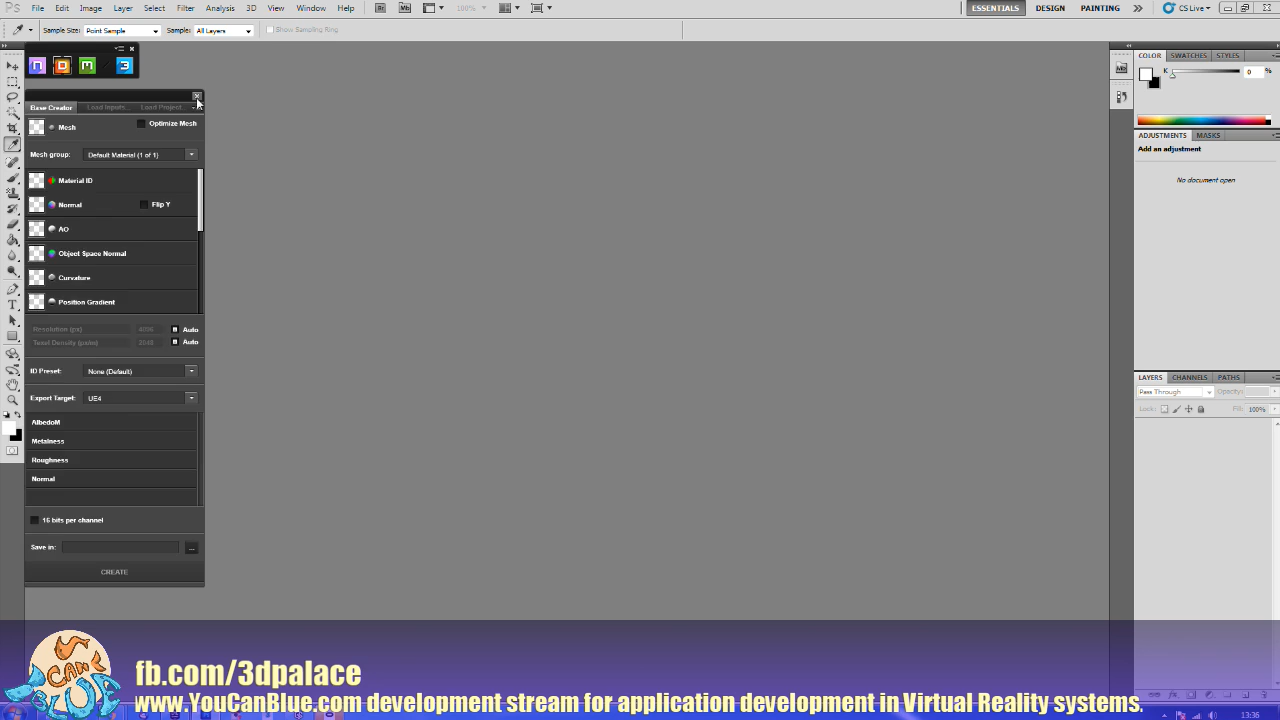 Ps File Edit Image Layer Select Filter Analysis 3D View Window Help Br Mb 100% ESSENTIALS DESIGN PAINTING CS Live
Sample Size: Point Sample Sample: All Layers Show Sampling Ring
COLOR SWATCHES STYLES
K 0 %
Base Creator Load Inputs... Load Project...
Mesh Optimize Mesh
Mesh group: Default Material (1 of 1)
Material ID
Normal Flip Y
AO
Object Space Normal
Curvature
Position Gradient
Resolution (px) 4096 Auto
Texel Density (px/m) 2048 Auto
ID Preset: None (Default)
Export Target: UE4
AlbedoM
Metalness
Roughness
Normal
16 bits per channel
Save in: ...
CREATE
ADJUSTMENTS MASKS
Add an adjustment
No document open
LAYERS CHANNELS PATHS
Pass Through Opacity:
Lock: Fill: 100%
CAN
fb.com/3dpalace
www.YouCanBlue.com development stream for application development in Virtual Reality systems.
13:36